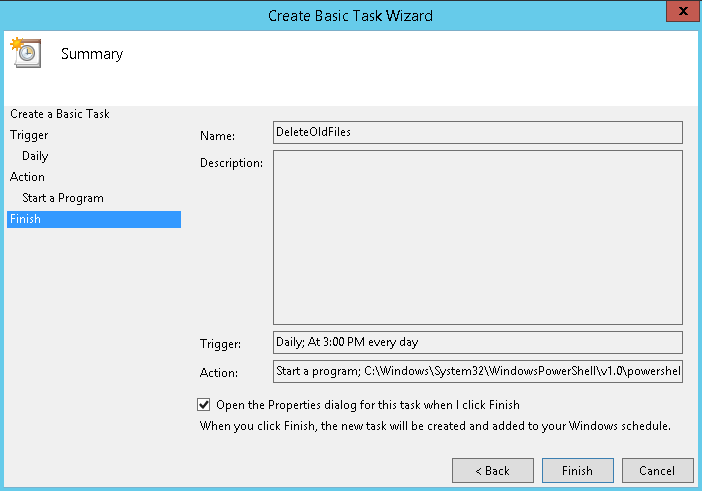 Create Basic Task Wizard
x
Summary
Create a Basic Task
Trigger
Daily
Action
Start a Program
Finish
Name: DeleteOldFiles
Description:
Trigger: Daily; At 3:00 PM every day
Action: Start a program; C:\Windows\System32\WindowsPowerShell\v1.0\powershel
Open the Properties dialog for this task when I click Finish
When you click Finish, the new task will be created and added to your Windows schedule.
< Back Finish Cancel